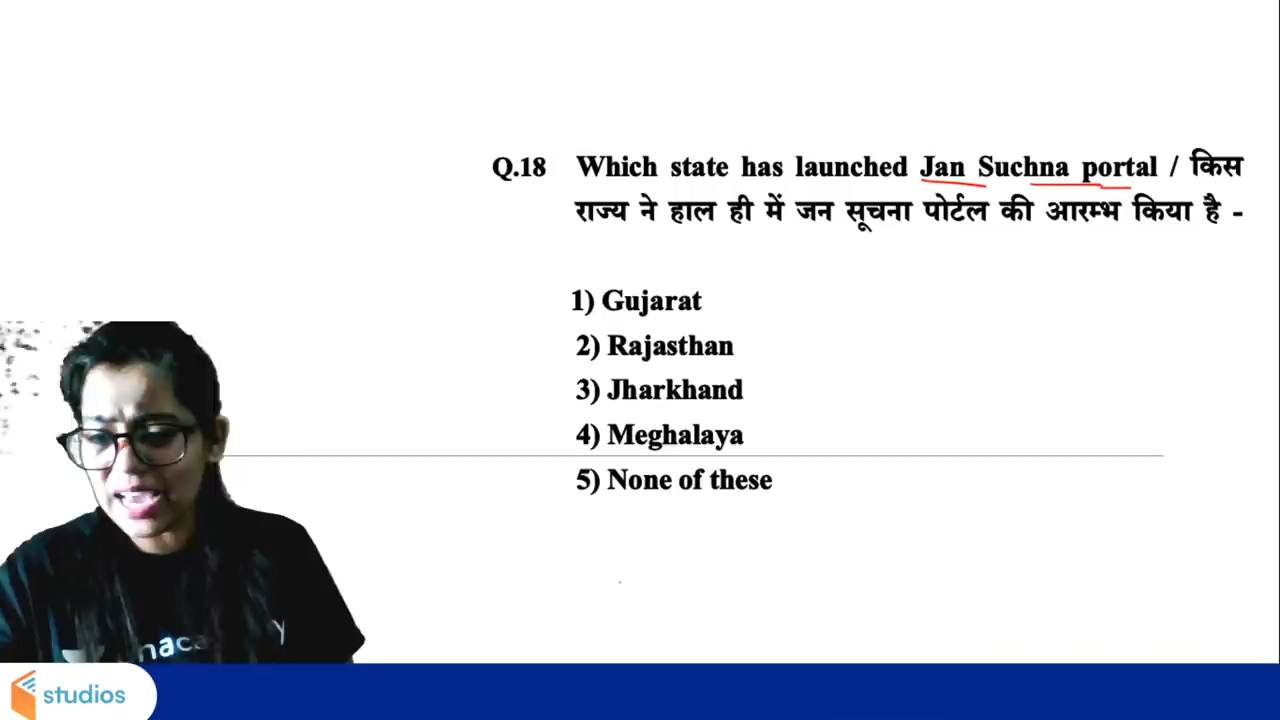 Q.18 Which state has launched Jan Suchna portal / किस
राज्य ने हाल ही में जन सूचना पोर्टल की आरम्भ किया है -
1) Gujarat
2) Rajasthan
3) Jharkhand
4) Meghalaya
5) None of these
studios